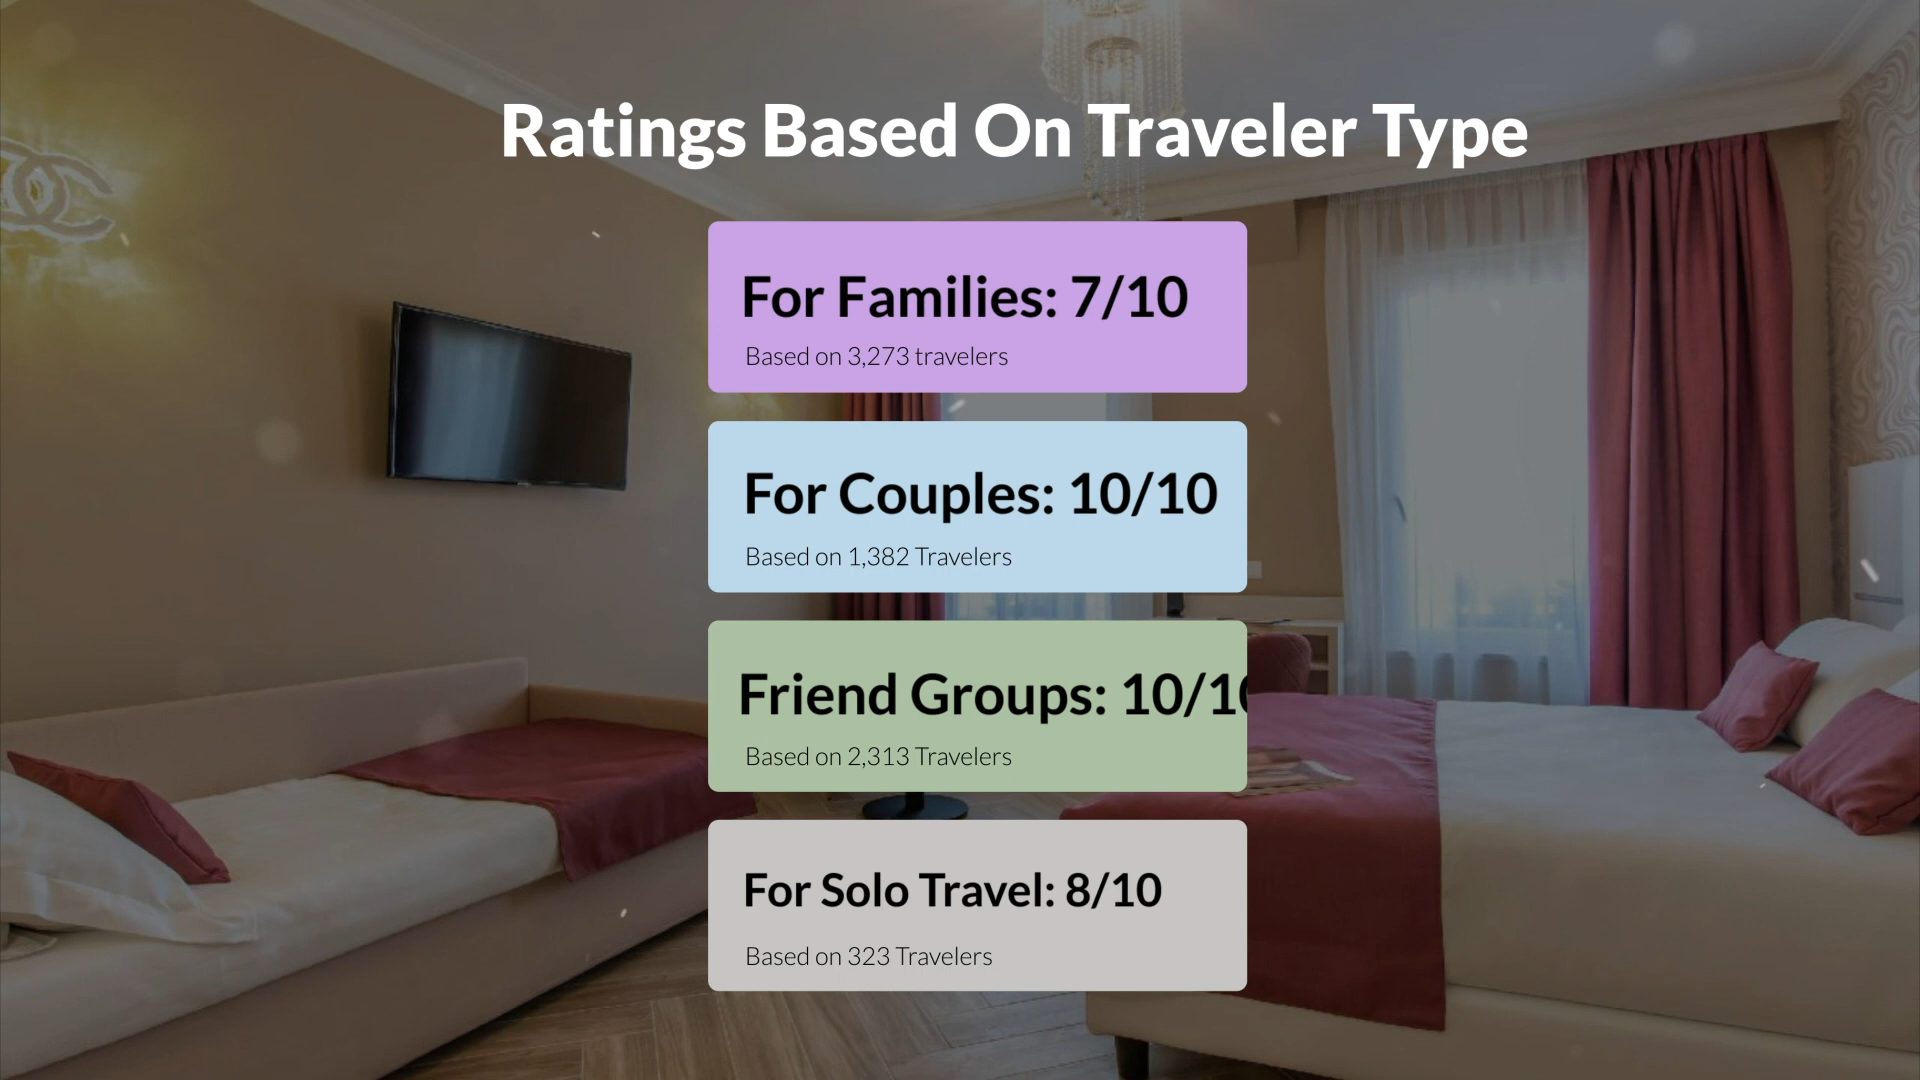 Ratings Based On Traveler Type
For Families: 7/10
Based on 3,273 travelers
For Couples: 10/10
Based on 1,382 Travelers
Friend Groups: 10/10
Based on 2,313 Travelers
For Solo Travel: 8/10
Based on 323 Travelers